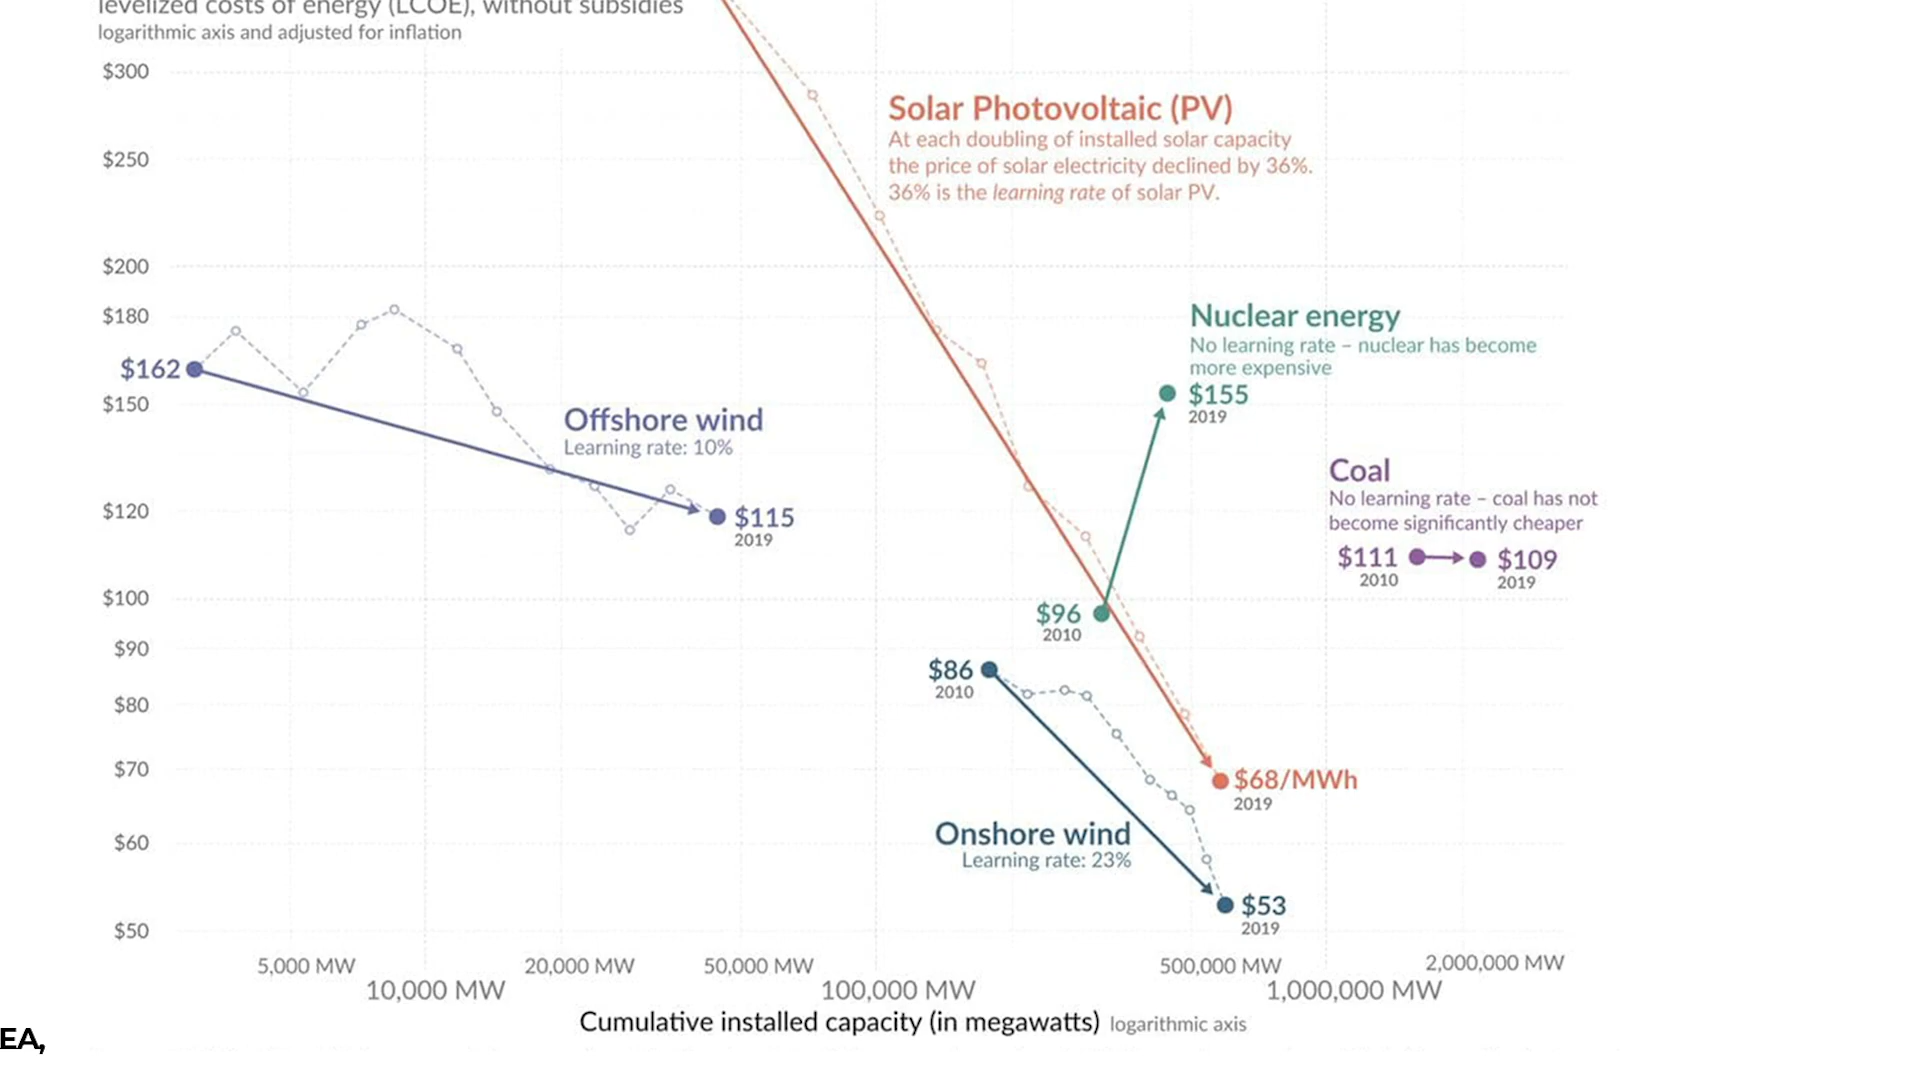 levelized costs of energy (LCOE), without subsidies
logarithmic axis and adjusted for inflation
$300
$250
$200
$180
$150
$120
$100
$90
$80
$70
$60
$50
Solar Photovoltaic (PV)
At each doubling of installed solar capacity
the price of solar electricity declined by 36%.
36% is the learning rate of solar PV.
Nuclear energy
No learning rate – nuclear has become
more expensive
$155
2019
$162
Offshore wind
Learning rate: 10%
$115
2019
Coal
No learning rate – coal has not
become significantly cheaper
$111
2010
$109
2019
$96
2010
$86
2010
$68/MWh
2019
Onshore wind
Learning rate: 23%
$53
2019
5,000 MW
10,000 MW
20,000 MW
50,000 MW
100,000 MW
500,000 MW
1,000,000 MW
2,000,000 MW
Cumulative installed capacity (in megawatts) logarithmic axis
EA,